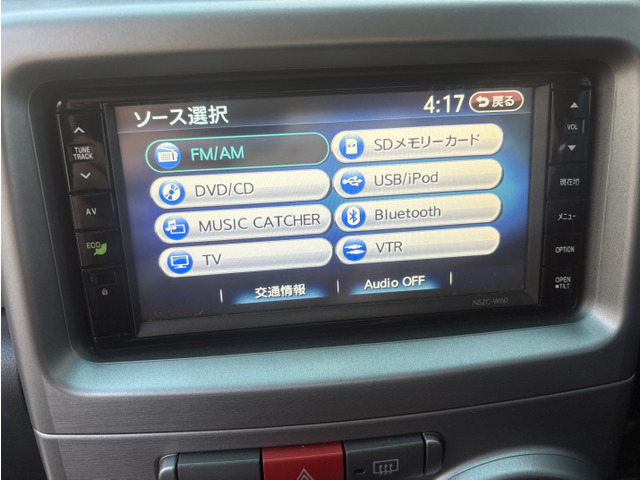 ソース選択
4:17
戻る
FM/AM
SDメモリーカード
DVD/CD
USB/iPod
MUSIC CATCHER
Bluetooth
TV
VTR
交通情報
Audio OFF
TUNE
TRACK
AV
ECO
VOL
現在地
メニュー
OPTION
OPEN
■TILT
NSZC-W60